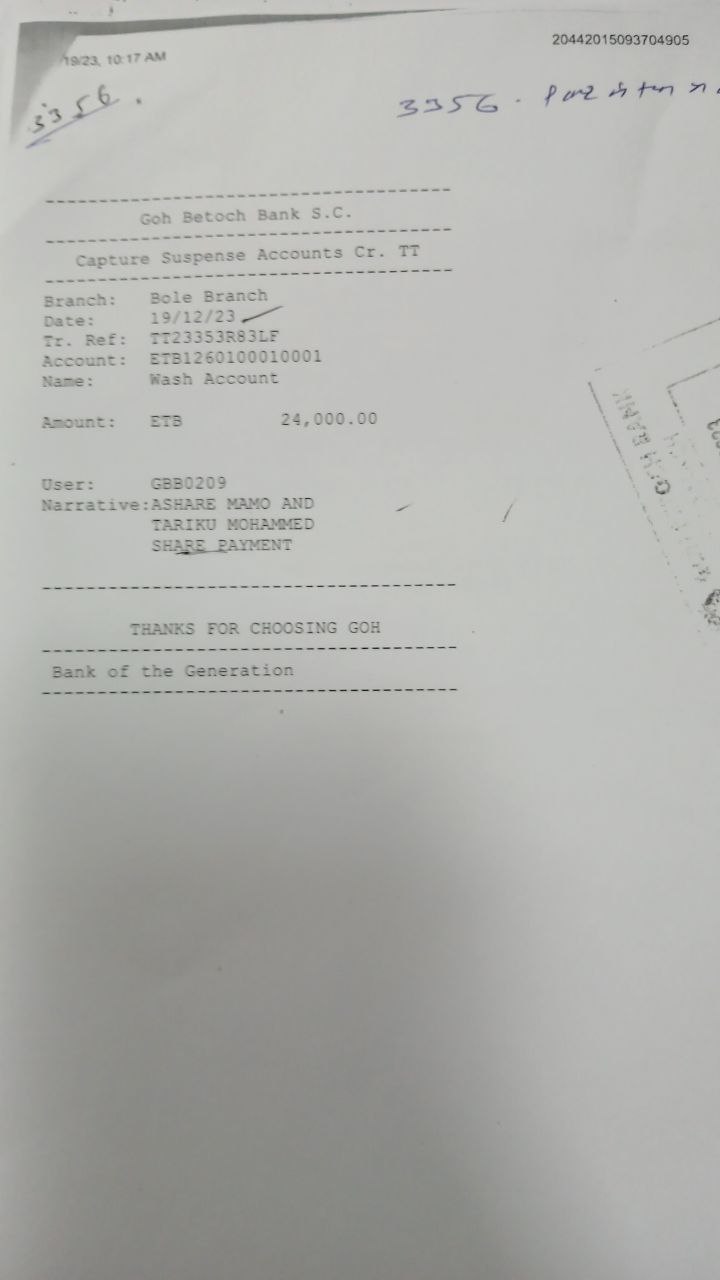 19/23, 10:17 AM
20442015093704905
3356.
3356.
Goh Betoch Bank S.C.
Capture Suspense Accounts Cr. TT
Branch: Bole Branch
Date: 19/12/23
Tr. Ref: TT23353R83LF
Account: ETB1260100010001
Name: Wash Account
Amount: ETB 24,000.00
User: GBB0209
Narrative:ASHARE MAMO AND
TARIKU MOHAMMED
SHARE PAYMENT
THANKS FOR CHOOSING GOH
Bank of the Generation
GOH BANK